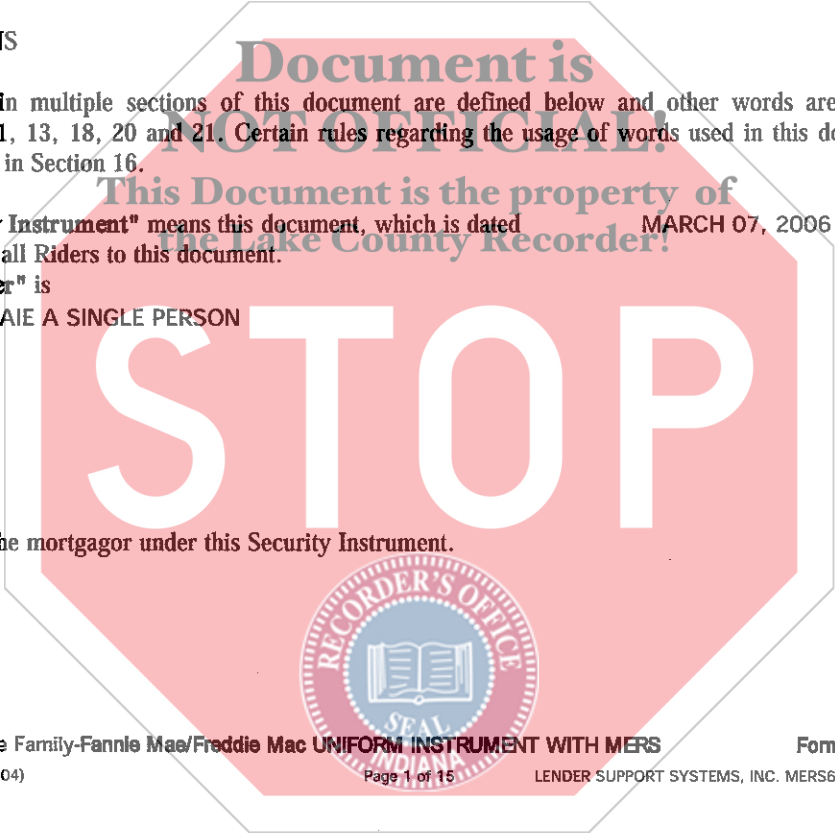 NS
Document is
in multiple sections of this document are defined below and other words are
1, 13, 18, 20 and 21. Certain rules regarding the usage of words used in this do
NOT OFFICIAL!
in Section 16.
This Document is the property of
Instrument" means this document, which is dated MARCH 07, 2006
the Lake County Recorder!
all Riders to this document.
er" is
AIE A SINGLE PERSON
STOP
he mortgagor under this Security Instrument.
RECORDER'S OFFICE
SEAL
INDIANA
e Family-Fannie Mae/Freddie Mac UNIFORM INSTRUMENT WITH MERS Form
04) Page 1 of 15 LENDER SUPPORT SYSTEMS, INC. MERS6